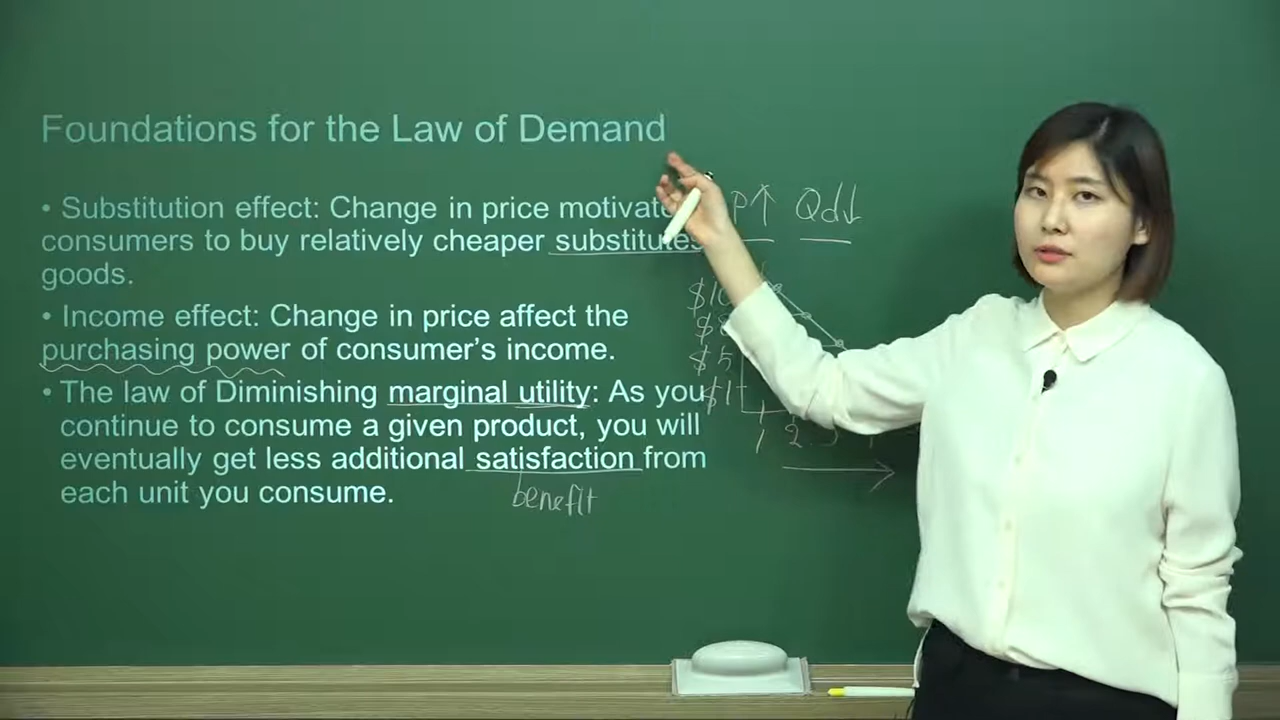 Foundations for the Law of Demand
• Substitution effect: Change in price motivate
consumers to buy relatively cheaper substitutes
goods.
• Income effect: Change in price affect the
purchasing power of consumer's income.
• The law of Diminishing marginal utility: As you
continue to consume a given product, you will
eventually get less additional satisfaction from
each unit you consume.
benefit
P↑ Qd↓
$5
$1
1 2